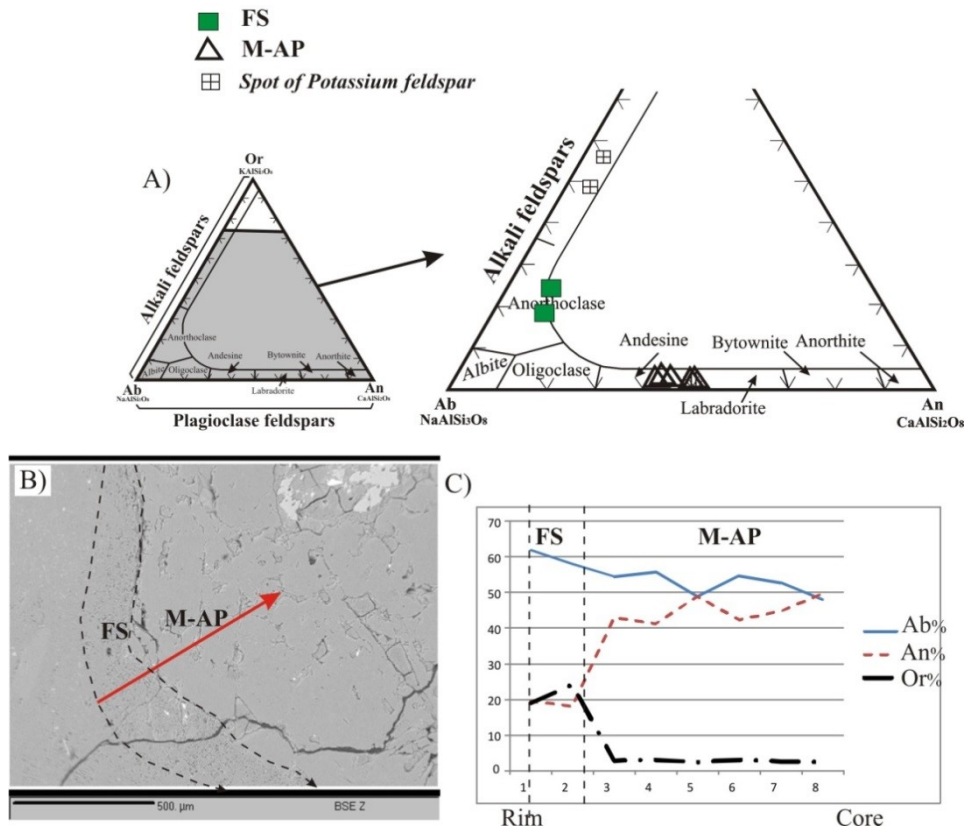 FS
M-AP
Spot of Potassium feldspar
A)
Or
KAlSi3O8
Alkali feldspars
Anorthoclase
Albite
Oligoclase
Andesine
Labradorite
Bytownite
Anorthite
Ab
NaAlSi3O8
An
CaAlSi2O8
Plagioclase feldspars
Alkali feldspars
Anorthoclase
Albite
Oligoclase
Andesine
Labradorite
Bytownite
Anorthite
Ab
NaAlSi3O8
An
CaAlSi2O8
B)
FS
M-AP
500. µm
BSE Z
C)
FS
M-AP
70
60
50
40
30
20
10
0
1 2 3 4 5 6 7 8
Rim
Core
Ab%
An%
Or%